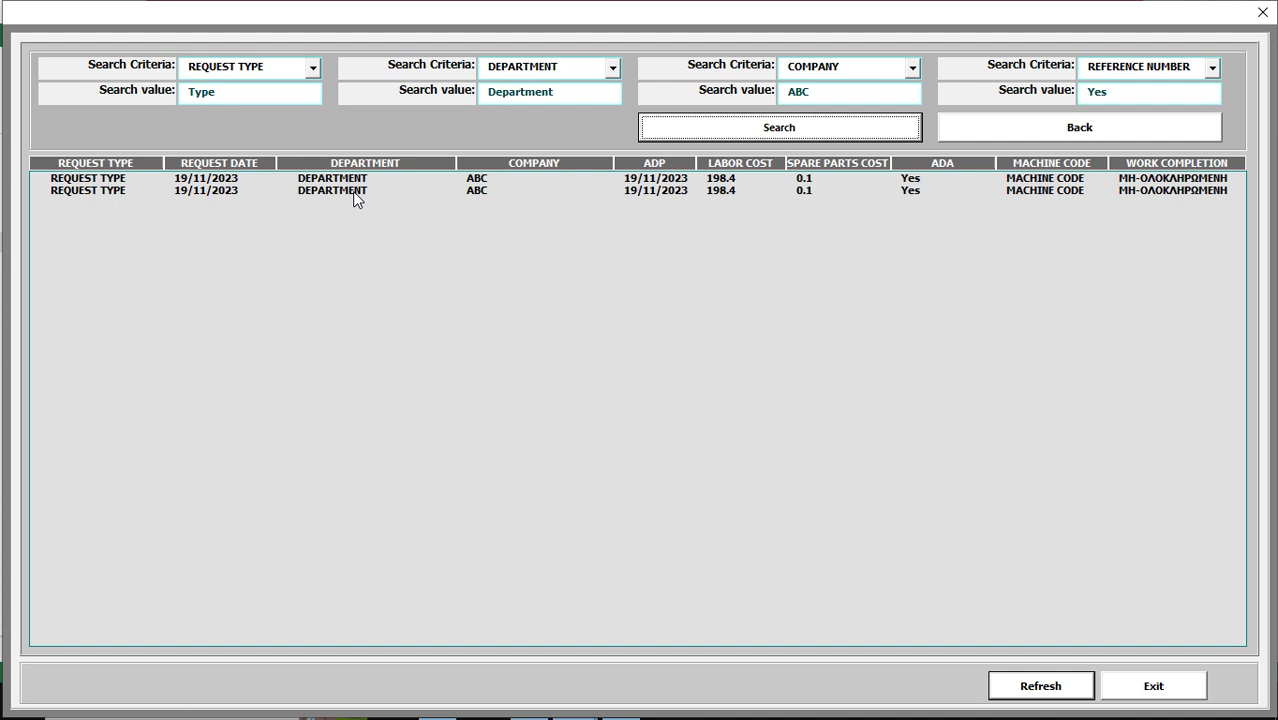 Search Criteria: REQUEST TYPE Search Criteria: DEPARTMENT Search Criteria: COMPANY Search Criteria: REFERENCE NUMBER
Search value: Type Search value: Department Search value: ABC Search value: Yes
Search Back
REQUEST TYPE REQUEST DATE DEPARTMENT COMPANY ADP LABOR COST SPARE PARTS COST ADA MACHINE CODE WORK COMPLETION
REQUEST TYPE 19/11/2023 DEPARTMENT ABC 19/11/2023 198.4 0.1 Yes MACHINE CODE ΜΗ-ΟΛΟΚΛΗΡΩΜΕΝΗ
REQUEST TYPE 19/11/2023 DEPARTMENT ABC 19/11/2023 198.4 0.1 Yes MACHINE CODE ΜΗ-ΟΛΟΚΛΗΡΩΜΕΝΗ
Refresh Exit